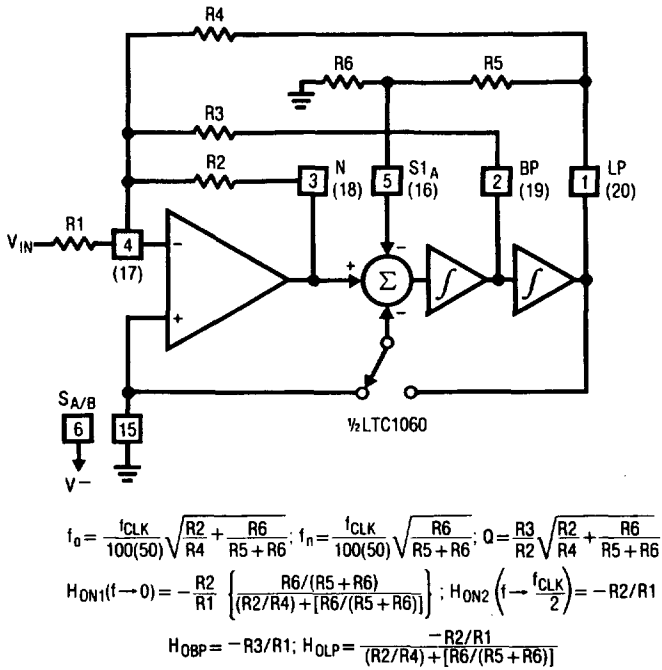 R4
R6
R5
R3
R2
N
S1A
BP
LP
3
5
2
1
(18)
(16)
(19)
(20)
R1
VIN
4
(17)
−
+
+
−
Σ
−
∫
∫
SA/B
6
15
V−
½LTC1060
fo = fCLK/100(50) √(R2/R4 + R6/(R5 + R6)); fn = fCLK/100(50) √(R6/(R5 + R6)); Q = R3/R2 √(R2/R4 + R6/(R5 + R6))
HON1(f→0) = −R2/R1 {R6/(R5 + R6)/((R2/R4) + [R6/(R5 + R6)])}; HON2 (f→ fCLK/2) = −R2/R1
HOBP = −R3/R1; HOLP = −R2/R1/((R2/R4) + [R6/(R5 + R6)])